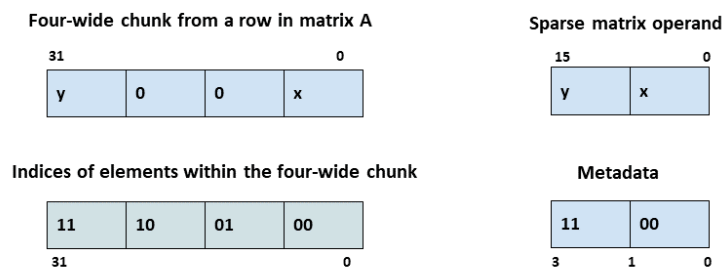 Four-wide chunk from a row in matrix A
31 0
y 0 0 x
Sparse matrix operand
15 0
y x
Indices of elements within the four-wide chunk
11 10 01 00
31 0
Metadata
11 00
3 1 0